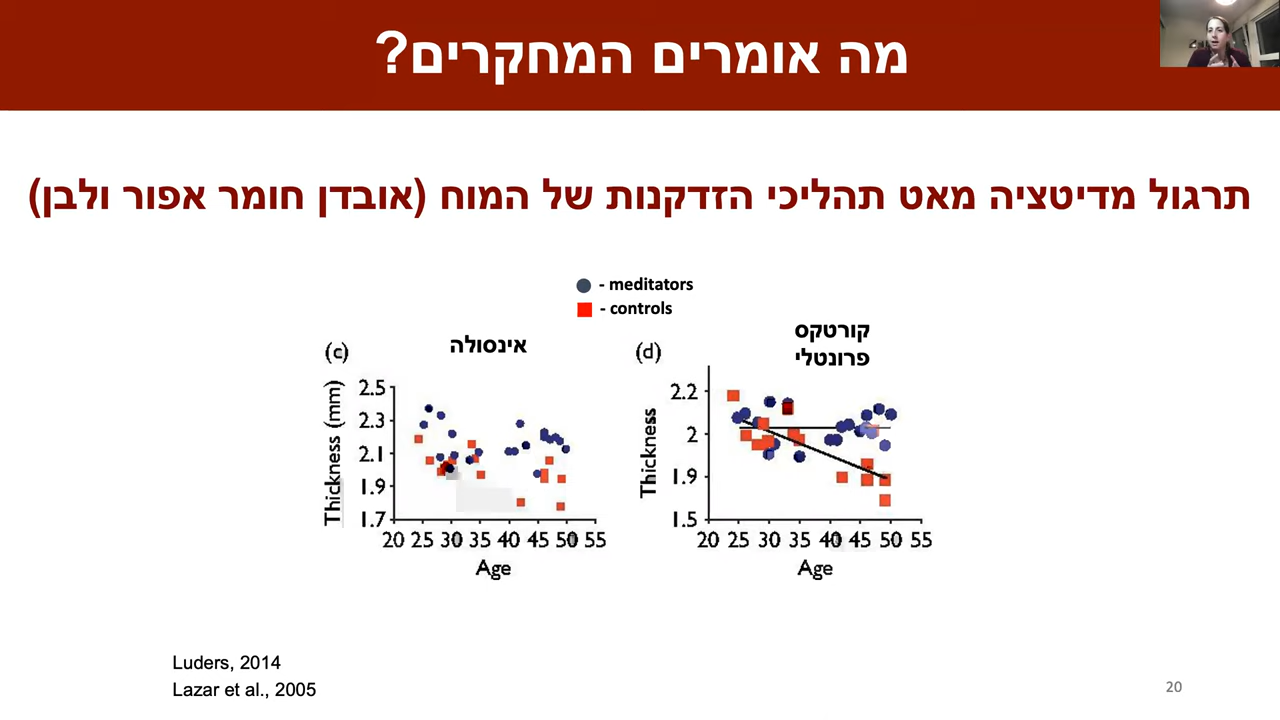 מה אומרים המחקרים?
תרגול מדיטציה מאט תהליכי הזדקנות של המוח (אובדן חומר אפור ולבן)
- meditators
- controls
(c)
אינסולה
Thickness (mm)
2.5
2.3
2.1
1.9
1.7
20 25 30 35 40 45 50 55
Age
(d)
קורטקס
פרונטלי
Thickness
2.2
2
1.9
1.5
20 25 30 35 40 45 50 55
Age
Luders, 2014
Lazar et al., 2005
20